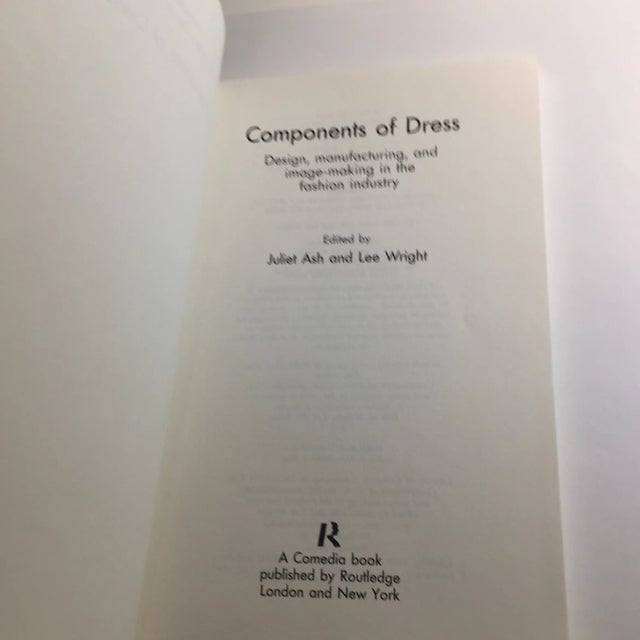 Components of Dress
Design, manufacturing, and
image-making in the
fashion industry
Edited by
Juliet Ash and Lee Wright
R
A Comedia book
published by Routledge
London and New York